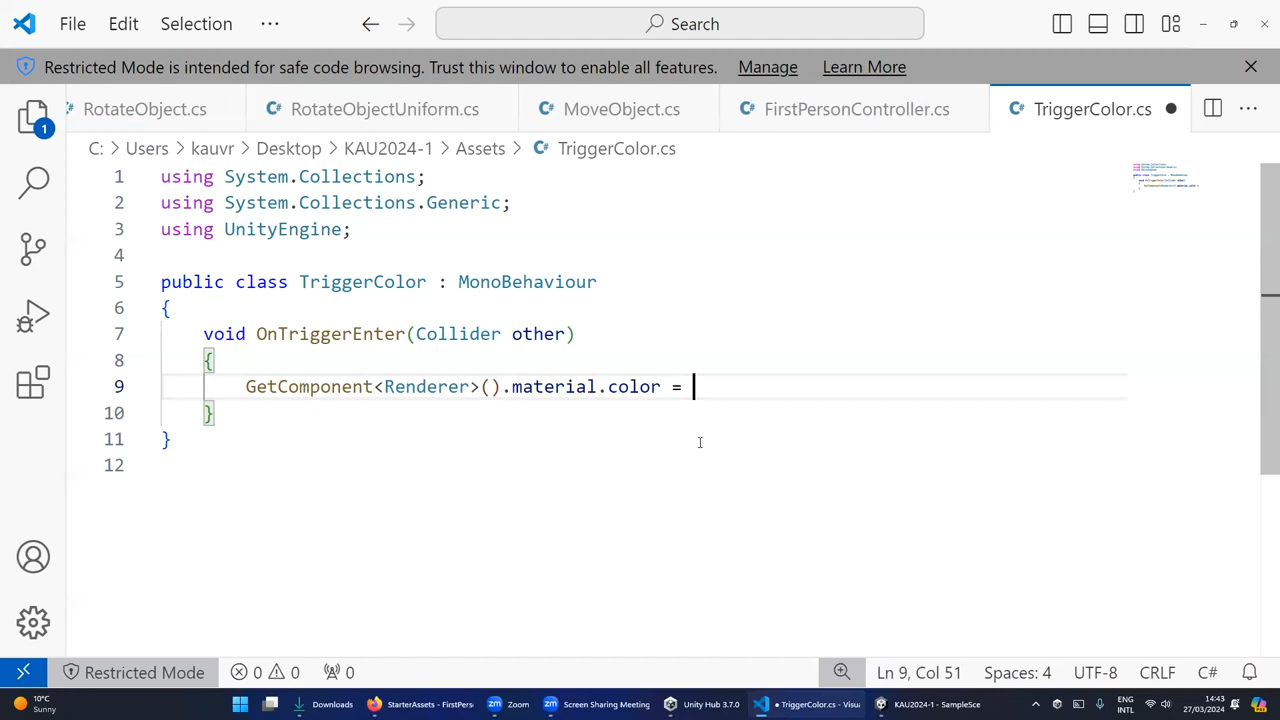 File Edit Selection ··· Search
Restricted Mode is intended for safe code browsing. Trust this window to enable all features. Manage Learn More
RotateObject.cs RotateObjectUniform.cs MoveObject.cs FirstPersonController.cs TriggerColor.cs
1
C: > Users > kauvr > Desktop > KAU2024-1 > Assets > TriggerColor.cs
1 using System.Collections;
2 using System.Collections.Generic;
3 using UnityEngine;
4
5 public class TriggerColor : MonoBehaviour
6 {
7 void OnTriggerEnter(Collider other)
8 {
9 GetComponent<Renderer>().material.color =
10 }
11 }
12
Restricted Mode 0 0 0 Ln 9, Col 51 Spaces: 4 UTF-8 CRLF C#
10°C
Sunny
Downloads StarterAssets - FirstPers Zoom Screen Sharing Meeting Unity Hub 3.7.0 ● TriggerColor.cs - Visua KAU2024-1 - SampleSce
ENG
INTL
14:43
27/03/2024